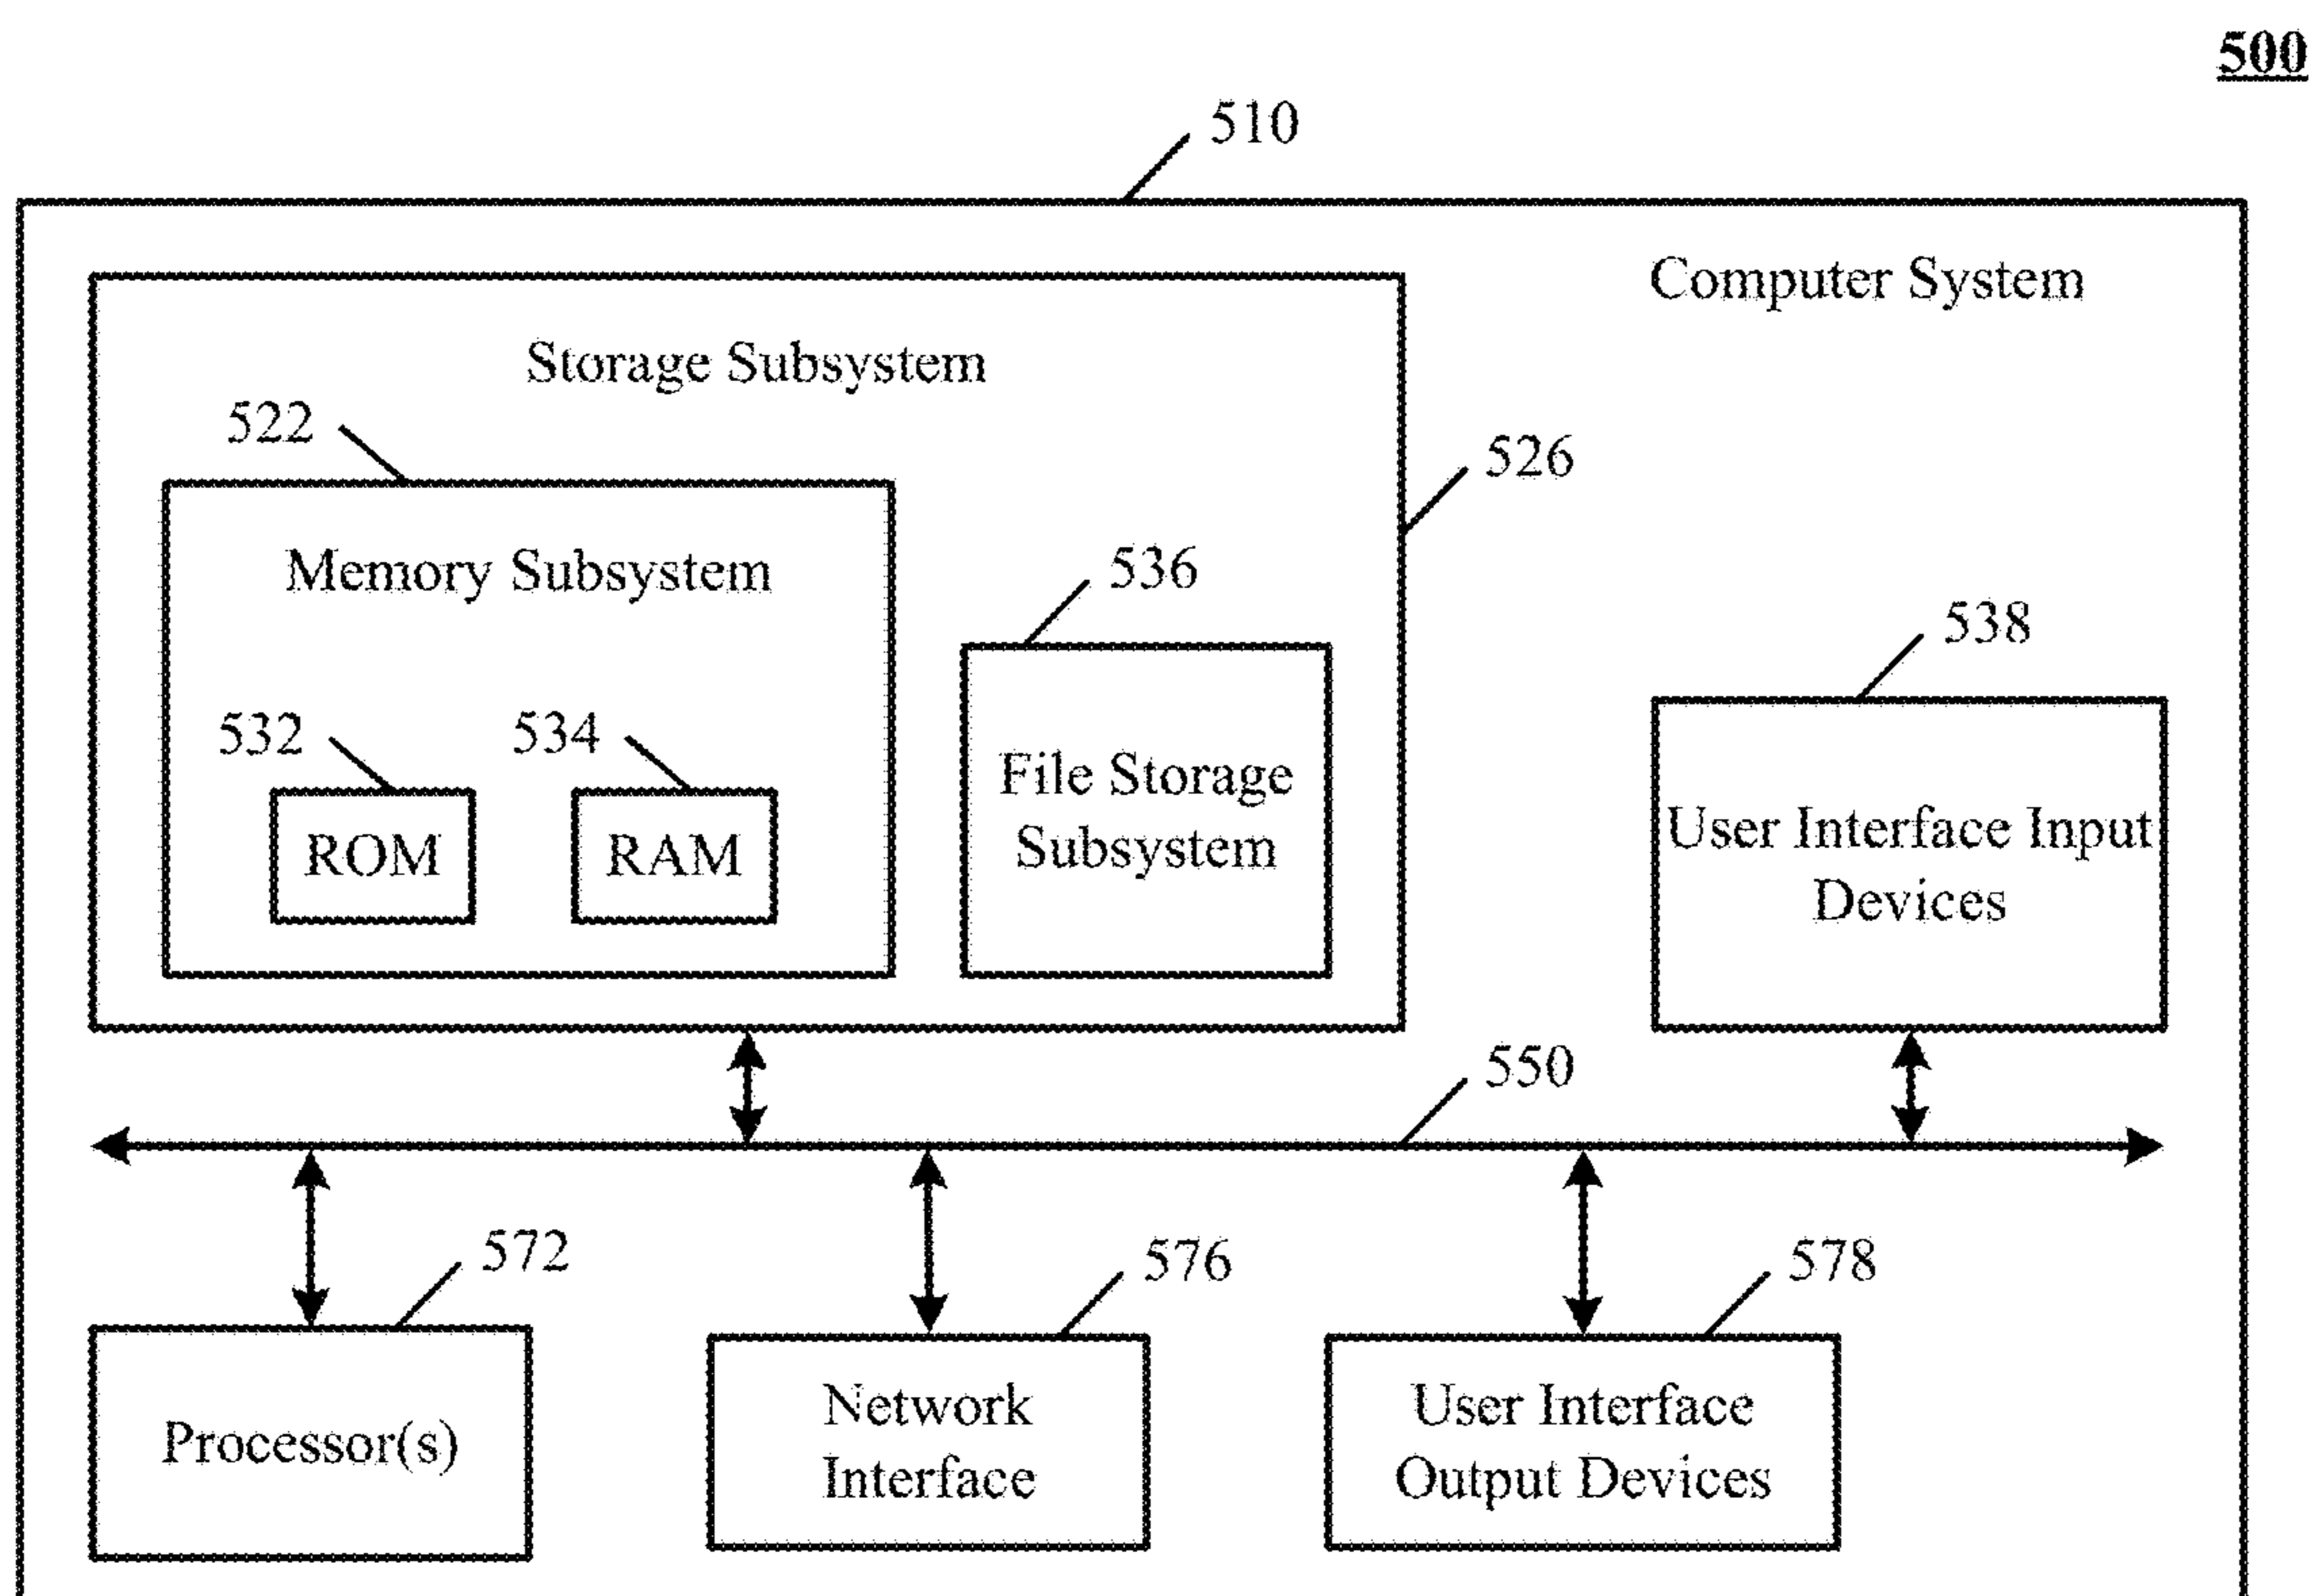 500
510
Computer System
Storage Subsystem
522
526
Memory Subsystem
536
538
532
534
File Storage
Subsystem
User Interface Input
Devices
ROM
RAM
550
572
576
578
Processor(s)
Network
Interface
User Interface
Output Devices